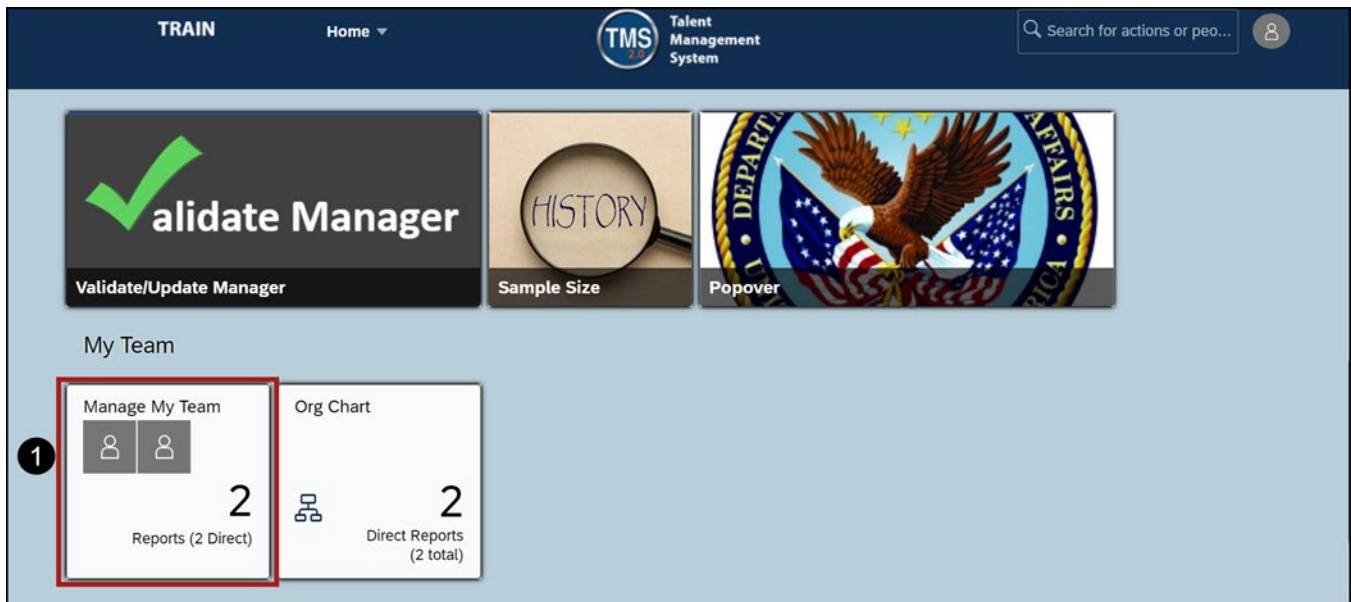 TRAIN
Home
TMS
2.0
Talent
Management
System
Search for actions or peo...
alidate Manager
Validate/Update Manager
HISTORY
Sample Size
DEPART
AFFAIRS
U
ICA
Popover
My Team
Manage My Team
2
Reports (2 Direct)
Org Chart
2
Direct Reports
(2 total)
1